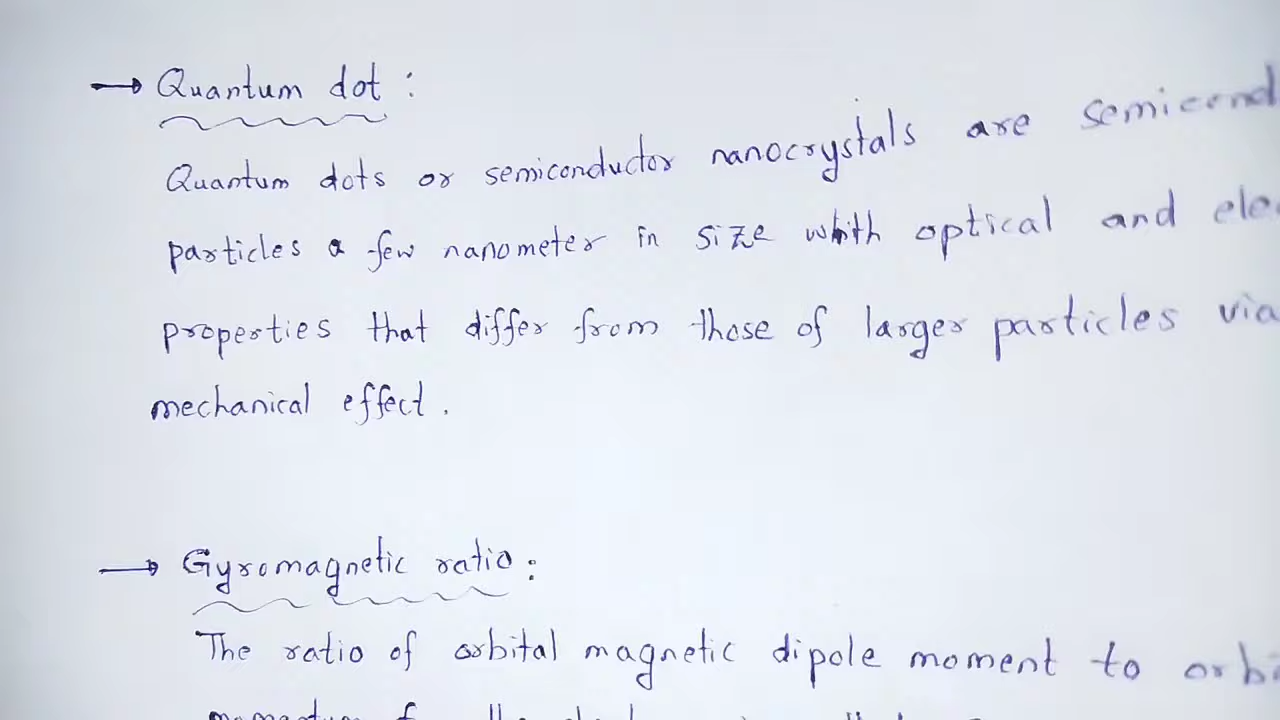 → Quantum dot :
Quantum dots or semiconductor nanocrystals are semicond
particles a few nanometer in size with optical and ele
properties that differ from those of larger particles via
mechanical effect .
→ Gyromagnetic ratio :
The ratio of orbital magnetic dipole moment to orbi